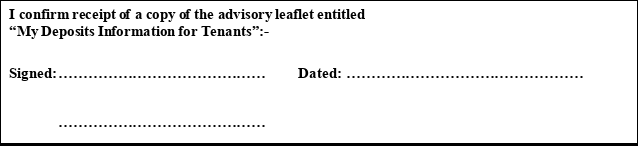 I confirm receipt of a copy of the advisory leaflet entitled
“My Deposits Information for Tenants”:-
Signed:…………………………………… Dated: …………………………………………
……………………………………